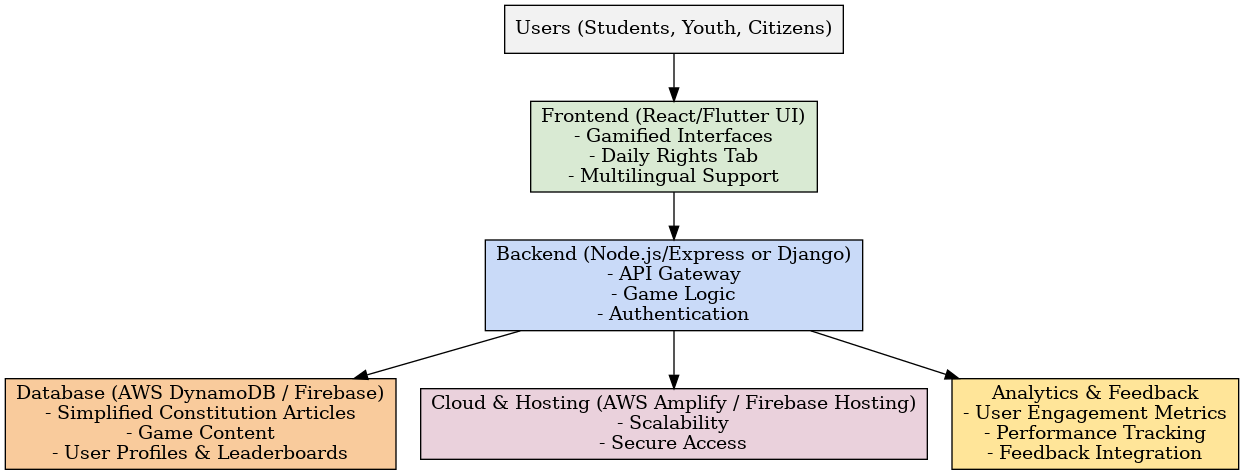 Users (Students, Youth, Citizens)
Frontend (React/Flutter UI)
- Gamified Interfaces
- Daily Rights Tab
- Multilingual Support
Backend (Node.js/Express or Django)
- API Gateway
- Game Logic
- Authentication
Database (AWS DynamoDB / Firebase)
- Simplified Constitution Articles
- Game Content
- User Profiles & Leaderboards
Cloud & Hosting (AWS Amplify / Firebase Hosting)
- Scalability
- Secure Access
Analytics & Feedback
- User Engagement Metrics
- Performance Tracking
- Feedback Integration